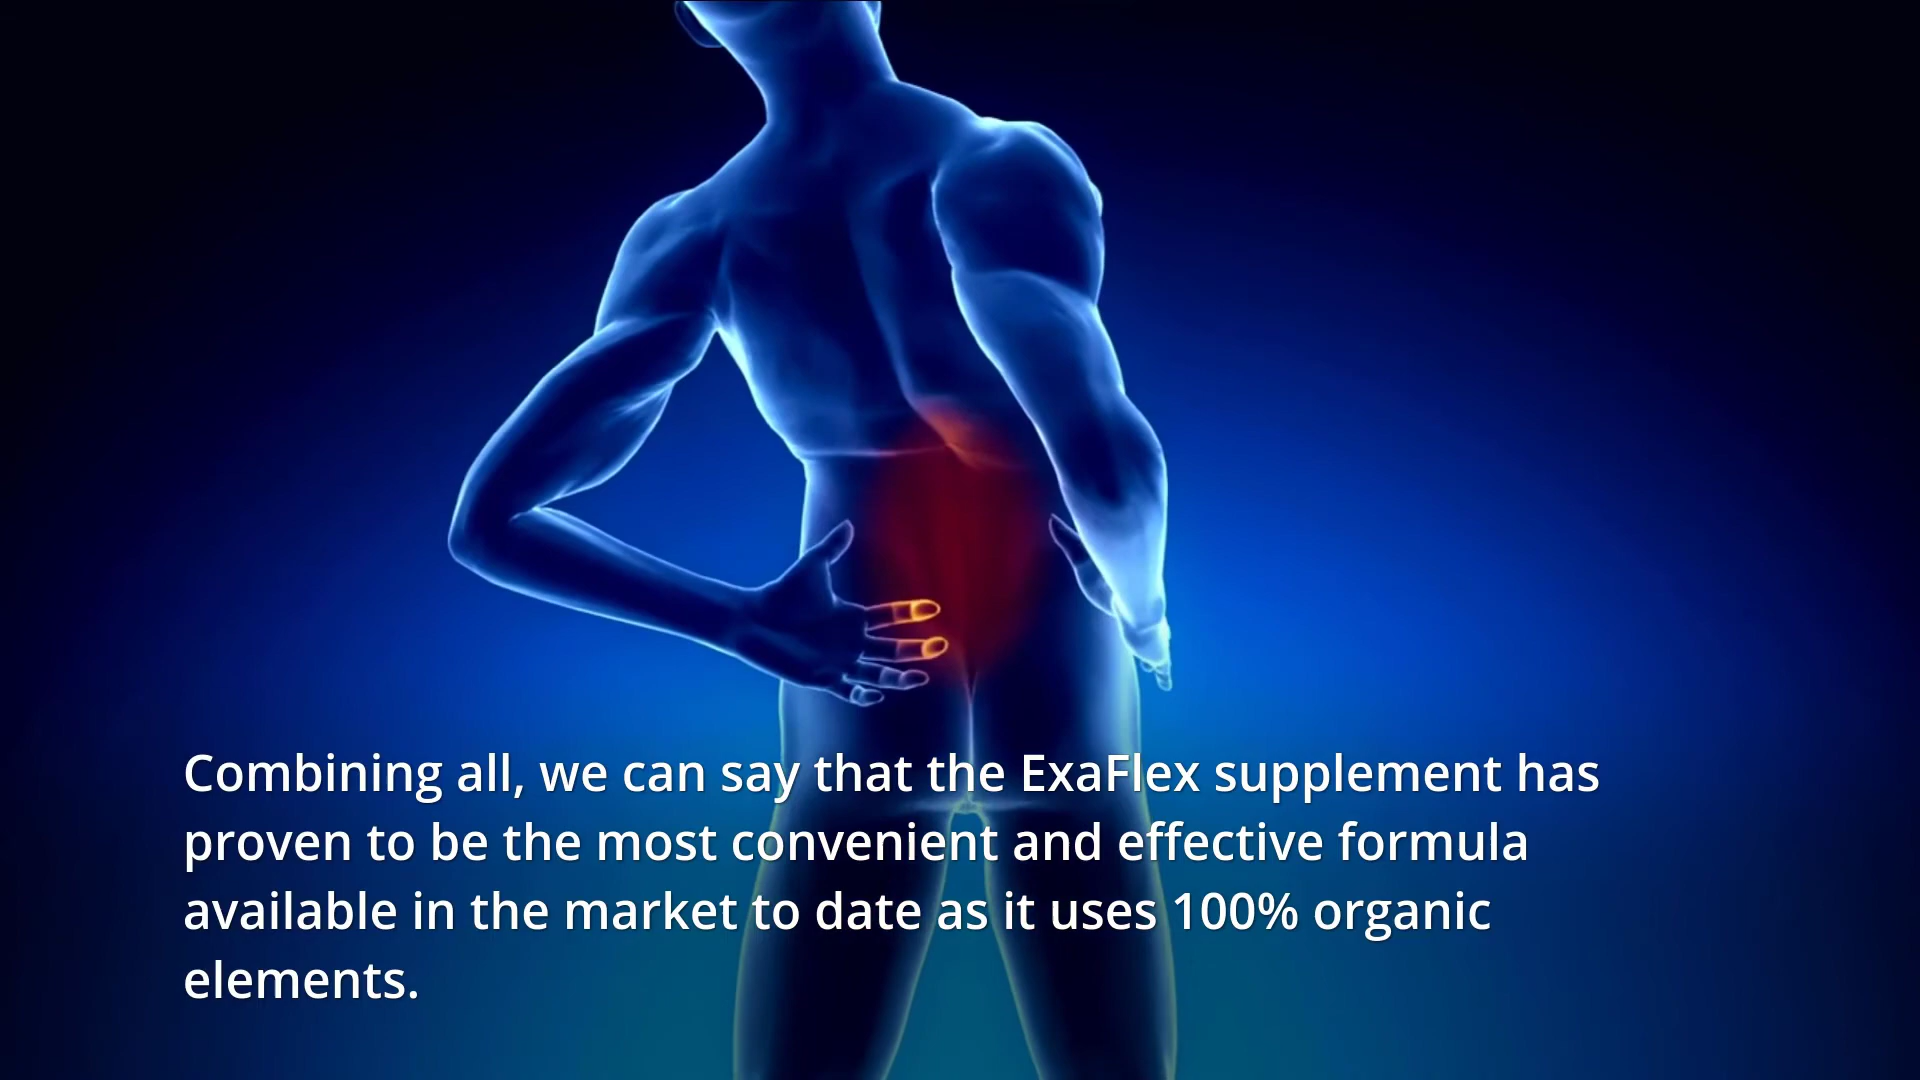 Combining all, we can say that the ExaFlex supplement has
proven to be the most convenient and effective formula
available in the market to date as it uses 100% organic
elements.